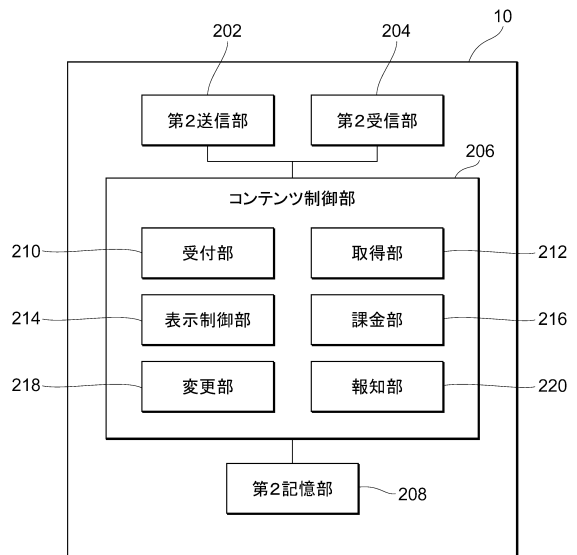 10
202
204
第２送信部
第２受信部
206
コンテンツ制御部
210
受付部
取得部
212
214
表示制御部
課金部
216
218
変更部
報知部
220
第２記憶部
208